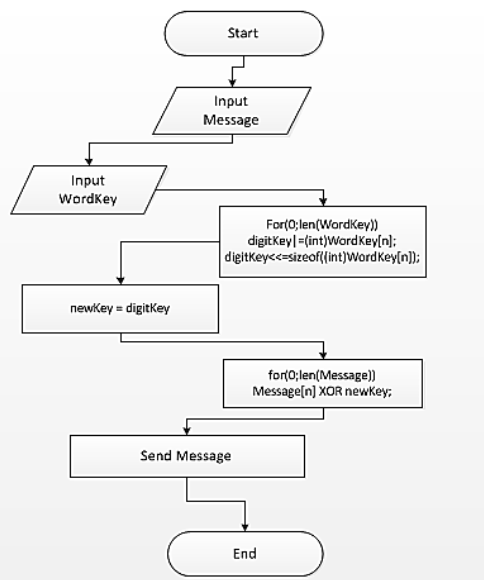 Start
Input
Message
Input
WordKey
For(0;len(WordKey))
digitKey|=(int)WordKey[n];
digitKey<<=sizeof((int)WordKey[n]);
newKey = digitKey
for(0;len(Message))
Message[n] XOR newKey;
Send Message
End